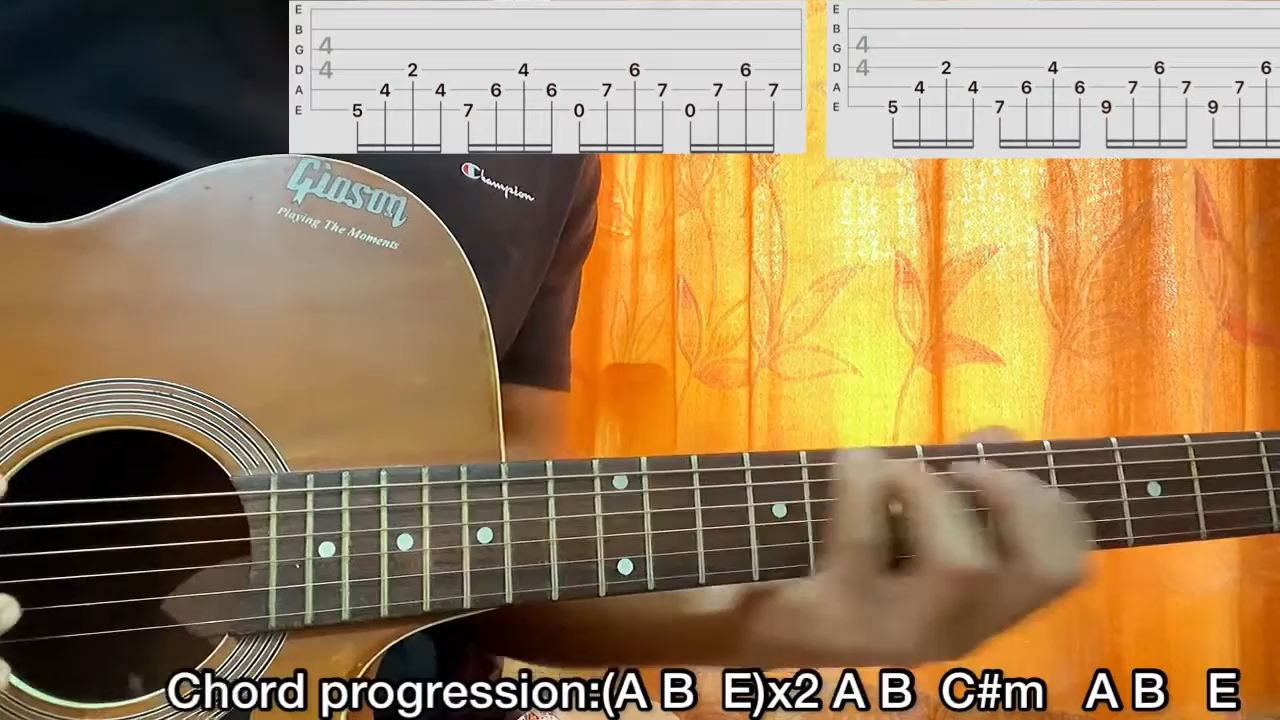 E
B
G
D 2 4 6 6
A 4 4 6 6 7 7 7 7
E 5 7 0 0
4
4
E
B
G
D 2 4 6 6
A 4 4 6 6 7 7 7
E 5 7 9 9
4
4
Champion
Gibson
Playing The Moments
Chord progression:(A B E)x2 A B C#m A B E